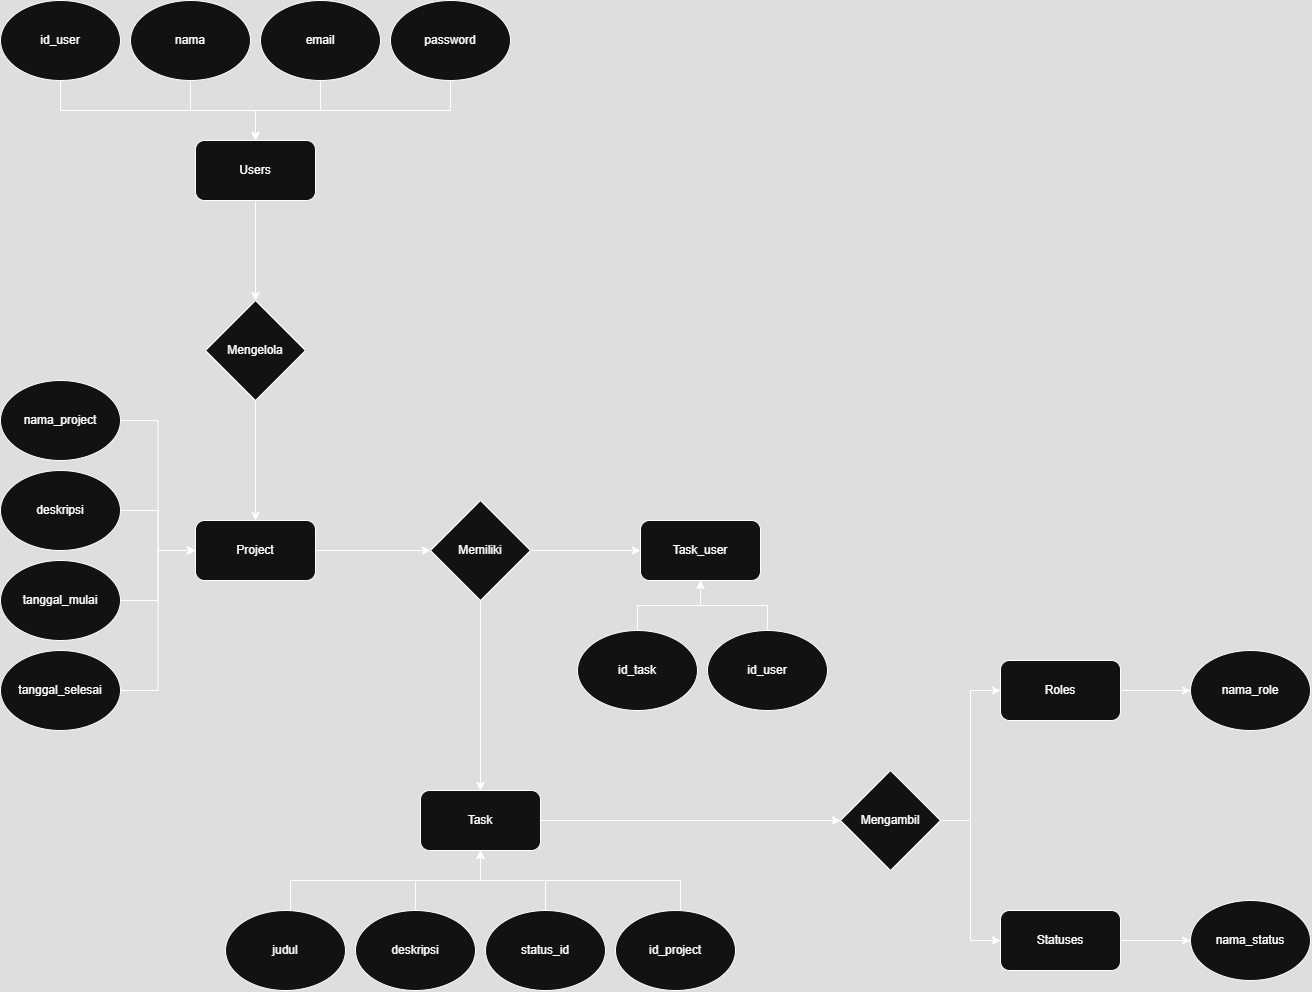 id_user
nama
email
password
Users
Mengelola
nama_project
deskripsi
tanggal_mulai
tanggal_selesai
Project
Memiliki
Task_user
id_task
id_user
Roles
nama_role
Task
Mengambil
judul
deskripsi
status_id
id_project
Statuses
nama_status